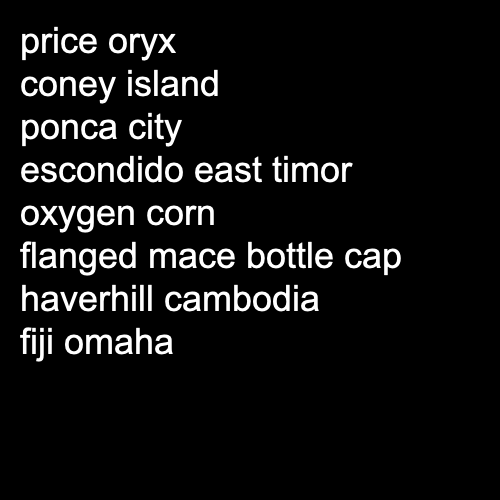 price oryx
coney island
ponca city
escondido east timor
oxygen corn
flanged mace bottle cap
haverhill cambodia
fiji omaha